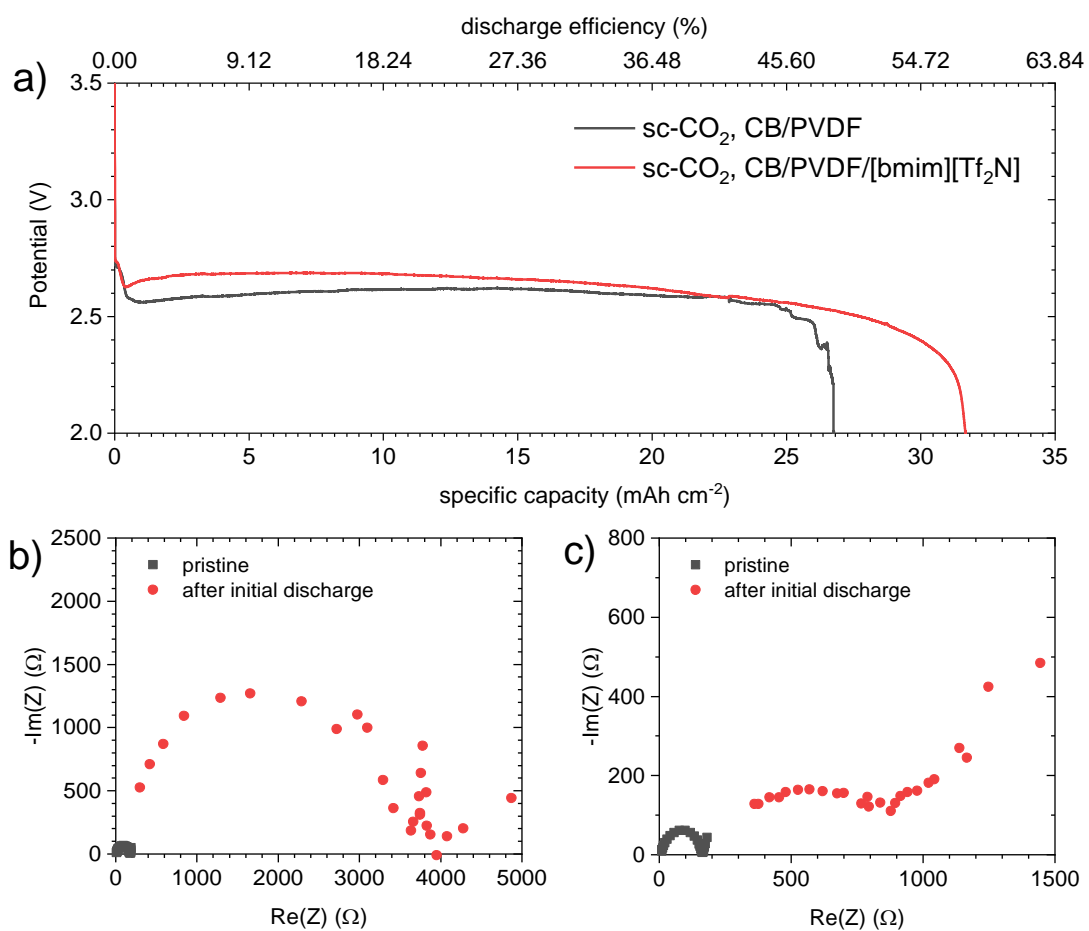 discharge efficiency (%)
0.00 9.12 18.24 27.36 36.48 45.60 54.72 63.84
a)
3.5
3.0
2.5
2.0
Potential (V)
sc-CO₂, CB/PVDF
sc-CO₂, CB/PVDF/[bmim][Tf₂N]
0 5 10 15 20 25 30 35
specific capacity (mAh cm⁻²)
b)
2500
2000
1500
1000
500
0
-Im(Z) (Ω)
pristine
after initial discharge
0 1000 2000 3000 4000 5000
Re(Z) (Ω)
c)
800
600
400
200
0
-Im(Z) (Ω)
pristine
after initial discharge
0 500 1000 1500
Re(Z) (Ω)